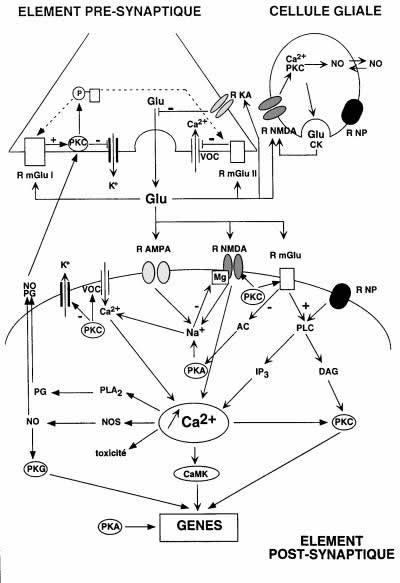 ELEMENT PRE-SYNAPTIQUE
CELLULE GLIALE
Ca2+
PKC
NO
NO
P
Glu
-
R KA
Ca2+
+
PKC
-
-
VOC
R NMDA
Glu
CK
R NP
R mGlu I
K+
R mGlu II
Glu
R AMPA
R NMDA
R mGlu
NO
PG
K+
VOC
Mg
PKC
R NP
-
PKC
Ca2+
-
Na+
-
AC
+
PLC
PKA
IP3
DAG
PG
PLA2
NO
NOS
Ca2+
PKC
toxicité
PKG
CaMK
PKA
GENES
ELEMENT
POST-SYNAPTIQUE